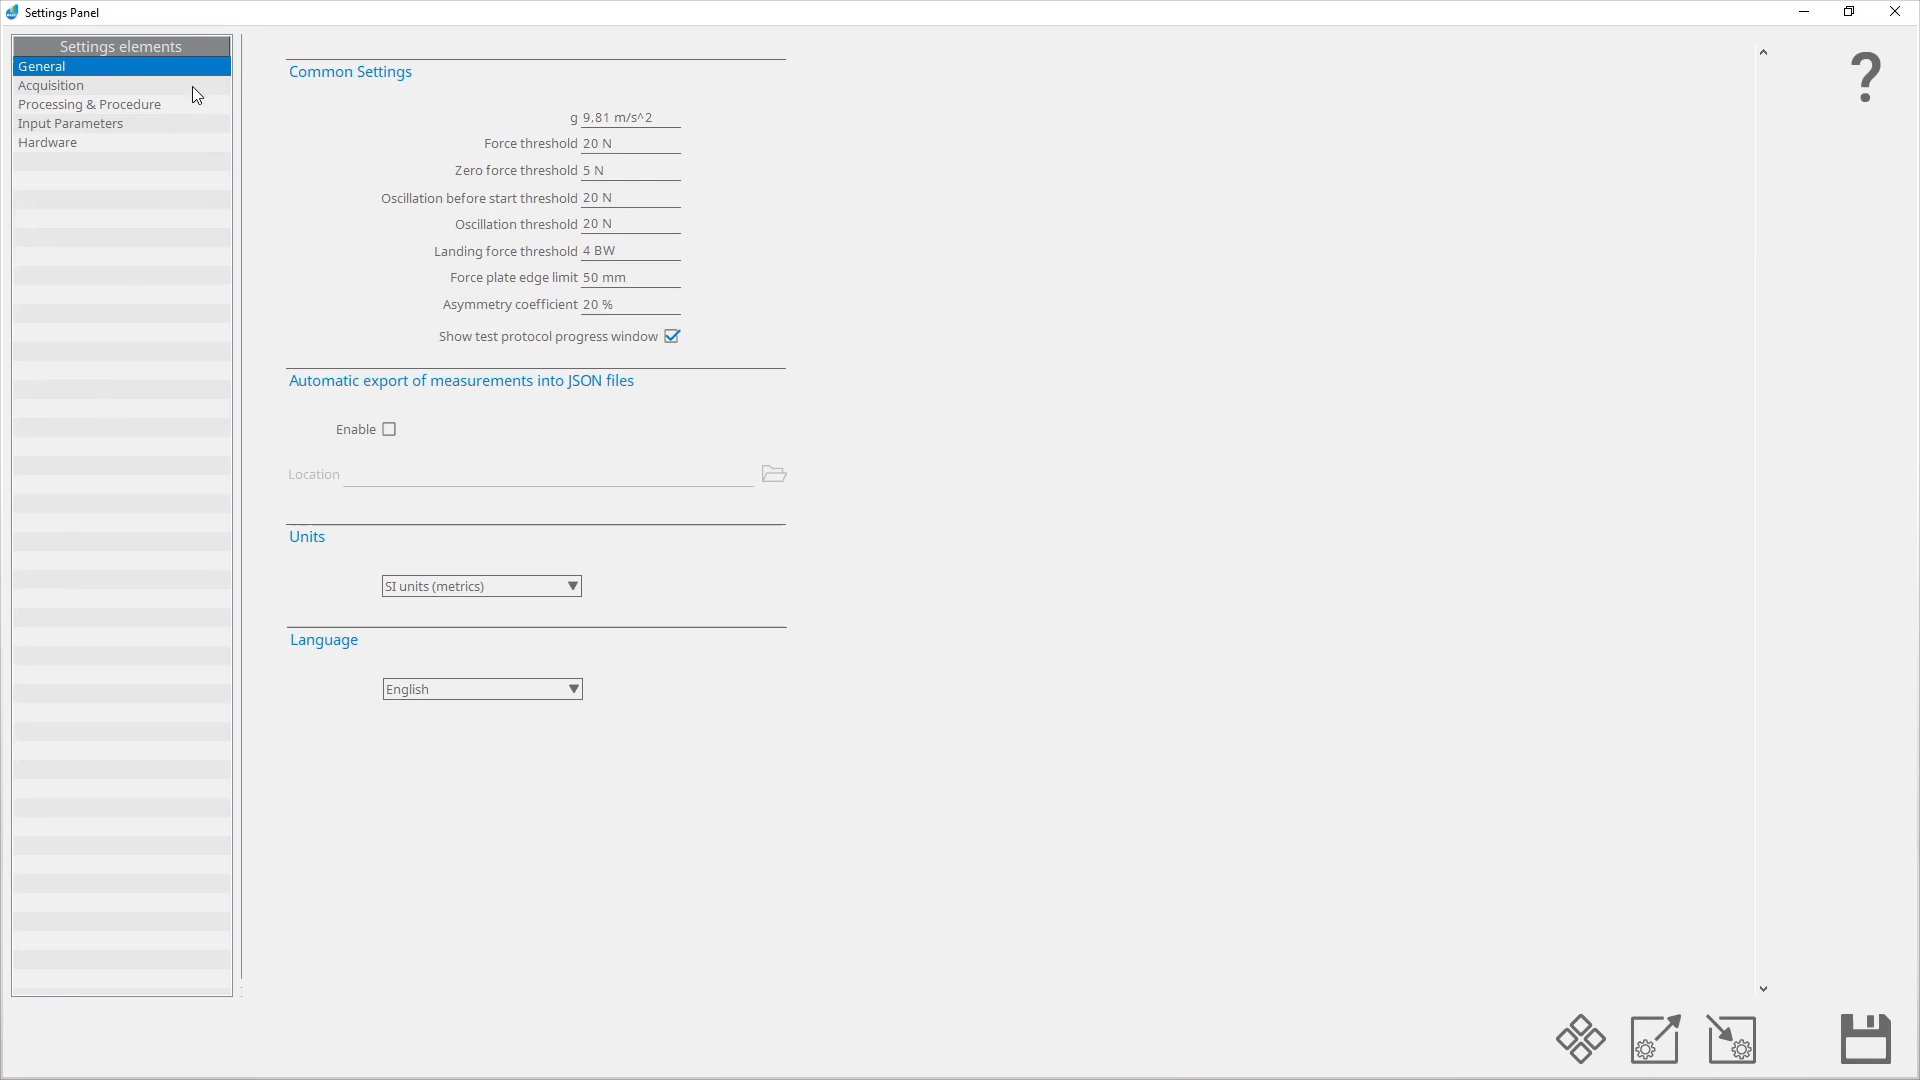 Settings Panel
Settings elements
General
Acquisition
Processing & Procedure
Input Parameters
Hardware
Common Settings
g 9,81 m/s^2
Force threshold 20 N
Zero force threshold 5 N
Oscillation before start threshold 20 N
Oscillation threshold 20 N
Landing force threshold 4 BW
Force plate edge limit 50 mm
Asymmetry coefficient 20 %
Show test protocol progress window
Automatic export of measurements into JSON files
Enable
Location
Units
SI units (metrics)
Language
English
?